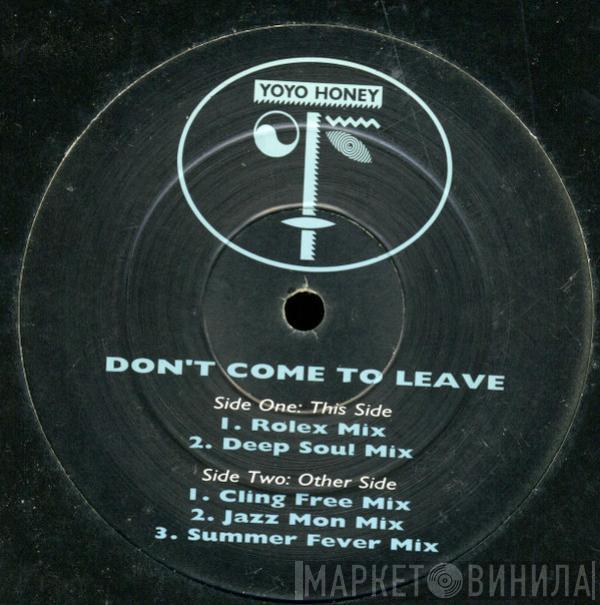 YOYO HONEY
DON'T COME TO LEAVE
Side One: This Side
1. Rolex Mix
2. Deep Soul Mix
Side Two: Other Side
1. Cling Free Mix
2. Jazz Mon Mix
3. Summer Fever Mix
МАРКЕТ ВИНИЛА